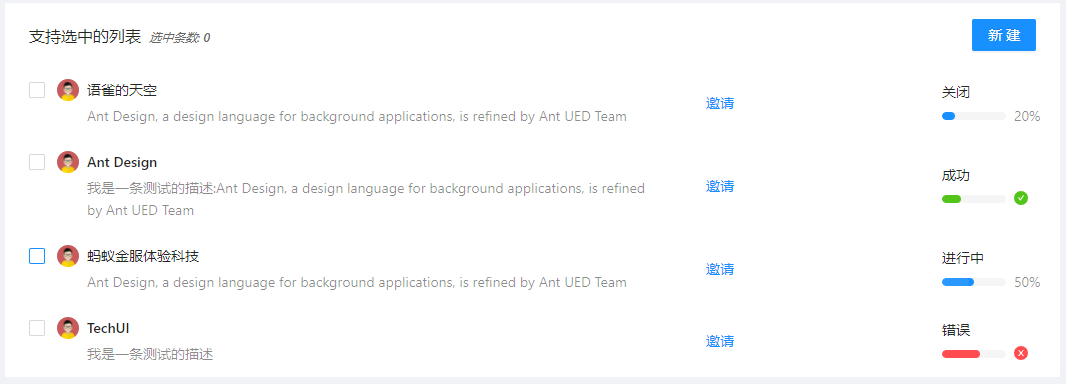 支持选中的列表 选中条数: 0
新 建
语雀的天空
Ant Design, a design language for background applications, is refined by Ant UED Team
邀请
关闭
20%
Ant Design
我是一条测试的描述:Ant Design, a design language for background applications, is refined
by Ant UED Team
邀请
成功
蚂蚁金服体验科技
Ant Design, a design language for background applications, is refined by Ant UED Team
邀请
进行中
50%
TechUI
我是一条测试的描述
邀请
错误